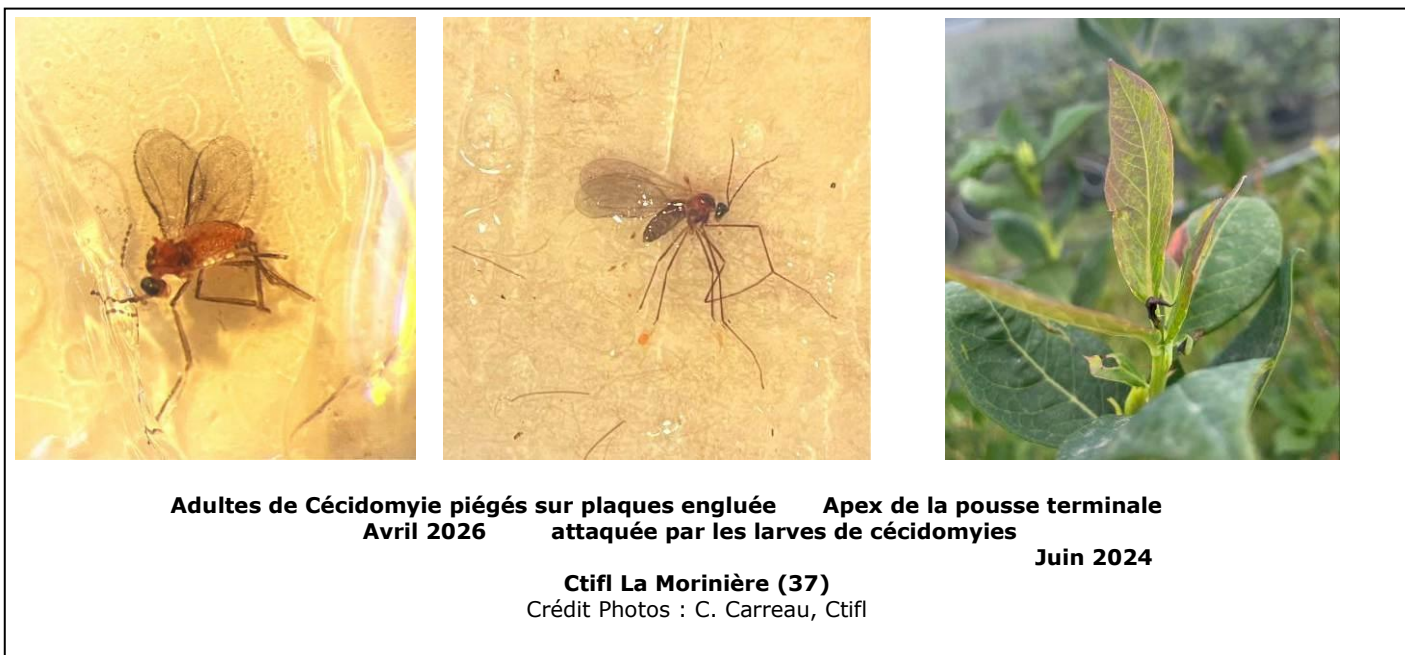 Adultes de Cécidomyie piégés sur plaques engluée Apex de la pousse terminale
Avril 2026 attaquée par les larves de cécidomyies
Juin 2024
Ctifl La Morinière (37)
Crédit Photos : C. Carreau, Ctifl